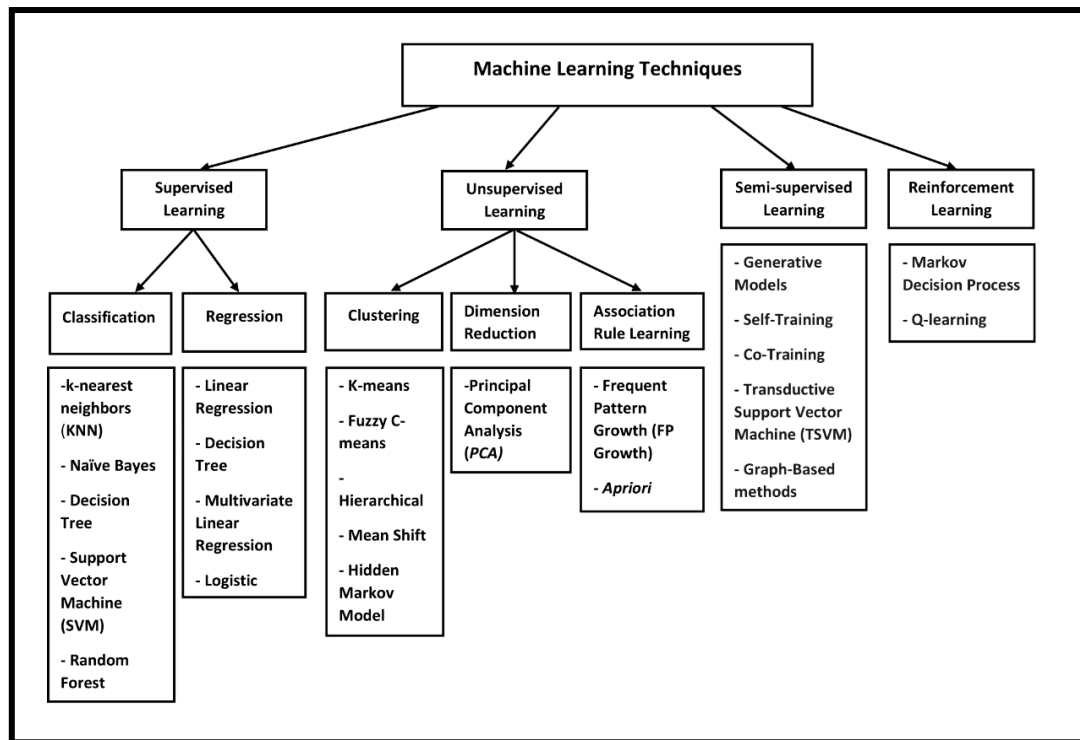 Machine Learning Techniques
Supervised
Learning
Unsupervised
Learning
Semi-supervised
Learning
Reinforcement
Learning
Classification
Regression
Clustering
Dimension
Reduction
Association
Rule Learning
-k-nearest
neighbors
(KNN)
- Naïve Bayes
- Decision
Tree
- Support
Vector
Machine
(SVM)
- Random
Forest
- Linear
Regression
- Decision
Tree
- Multivariate
Linear
Regression
- Logistic
- K-means
- Fuzzy C-
means
-
Hierarchical
- Mean Shift
- Hidden
Markov
Model
-Principal
Component
Analysis
(PCA)
- Frequent
Pattern
Growth (FP
Growth)
- Apriori
- Generative
Models
- Self-Training
- Co-Training
- Transductive
Support Vector
Machine (TSVM)
- Graph-Based
methods
- Markov
Decision Process
- Q-learning